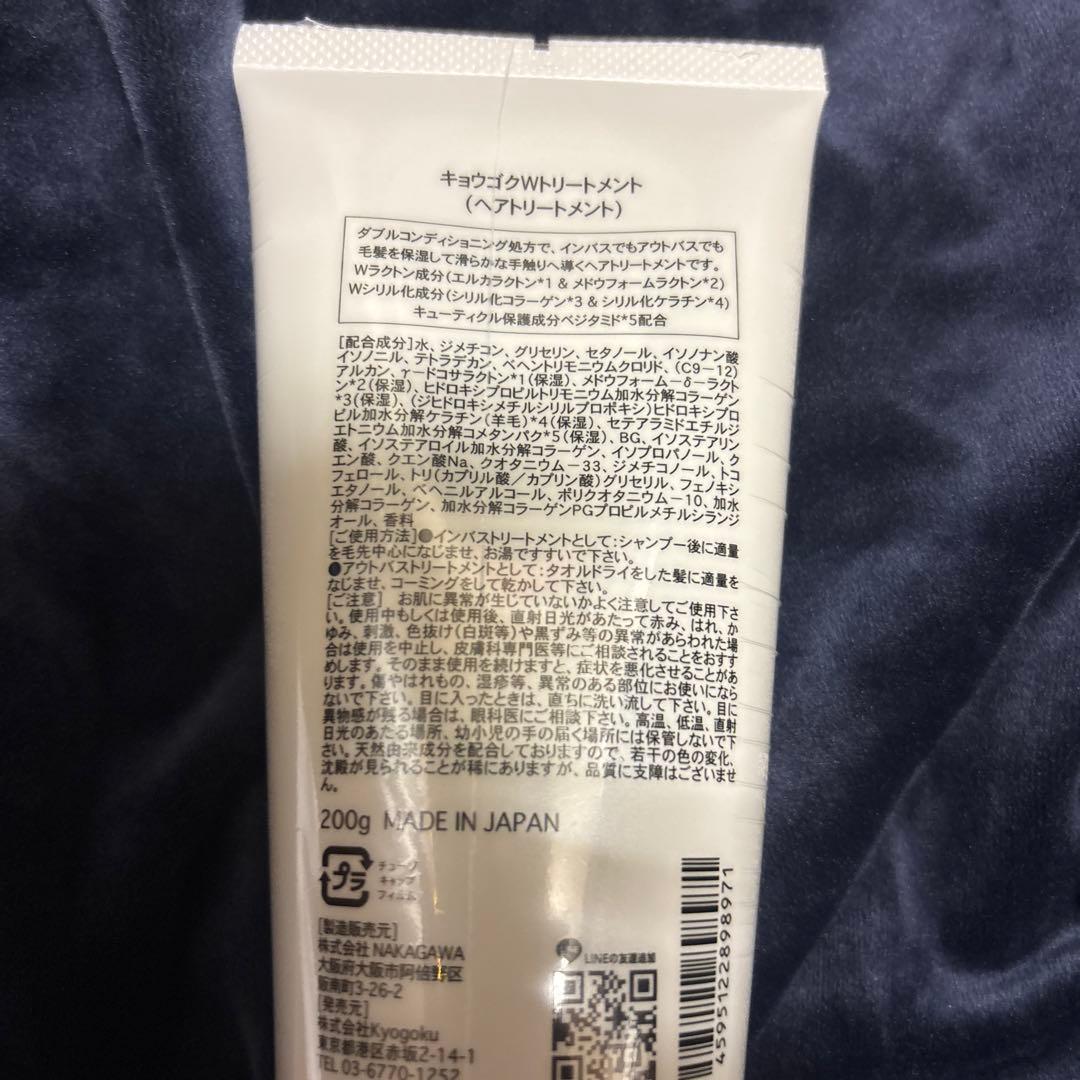 キョウゴクWトリートメント
(ヘアトリートメント)
ダブルコンディショニング処方で、インバスでもアウトバスでも
毛髪を保湿して滑らかな手触りへ導くヘアトリートメントです。
Wラクトン成分(エルカラクトン*1 & メドウフォームラクトン*2)
Wシリル化成分(シリル化コラーゲン*3 & シリル化ケラチン*4)
キューティクル保護成分ベジタミド*5配合
[配合成分]水、ジメチコン、グリセリン、セタノール、イソノナン酸
イソノニル、テトラデカン、ベヘントリモニウムクロリド、(C9-12)
アルカン、γ-ドコサラクトン*1(保湿)、メドウフォーム-δ-ラクト
ン*2(保湿)、ヒドロキシプロピルトリモニウム加水分解コラーゲン
*3(保湿)、(ジヒドロキシメチルシリルプロポキシ)ヒドロキシプロ
ピル加水分解ケラチン(羊毛)*4(保湿)、セテアラミドエチルジ
エトニウム加水分解コメタンパク*5(保湿)、BG、イソステアリン
酸、イソステアロイル加水分解コラーゲン、イソプロパノール、ク
エン酸、クエン酸Na、クオタニウム-33、ジメチコノール、トコ
フェロール、トリ(カプリル酸/カプリン酸)グリセリル、フェノキシ
エタノール、ベヘニルアルコール、ポリクオタニウム-10、加水
分解コラーゲン、加水分解コラーゲンPGプロピルメチルシランジ
オール、香料
[ご使用方法]●インバストリートメントとして:シャンプー後に適量
を毛先中心になじませ、お湯ですすいで下さい。
●アウトバストリートメントとして:タオルドライをした髪に適量を
なじませ、コーミングをして乾かして下さい。
[ご注意] お肌に異常が生じていないかよく注意してご使用下さ
い。使用中もしくは使用後、直射日光があたって赤み、はれ、か
ゆみ、刺激、色抜け(白斑等)や黒ずみ等の異常があらわれた場
合は使用を中止し、皮膚科専門医等にご相談されることをおすす
めします。そのまま使用を続けますと、症状を悪化させることがあ
ります。傷やはれもの、湿疹等、異常のある部位にお使いになら
ないで下さい。目に入ったときは、直ちに洗い流して下さい。目に
異物感が残る場合は、眼科医にご相談下さい。高温、低温、直射
日光のあたる場所、幼小児の手の届く場所には保管しないで下
さい。天然由来成分を配合しておりますので、若干の色の変化、
沈殿が見られることが稀にありますが、品質に支障はございませ
ん。
200g MADE IN JAPAN
プラ
チューブ
キャップ
フィルム
[製造販売元]
株式会社 NAKAGAWA
大阪府大阪市阿倍野区
阪南町3-26-2
[発売元]
株式会社Kyogoku
東京都港区赤坂2-14-1
TEL 03-6770-1252
LINEの友達追加
4595122898971